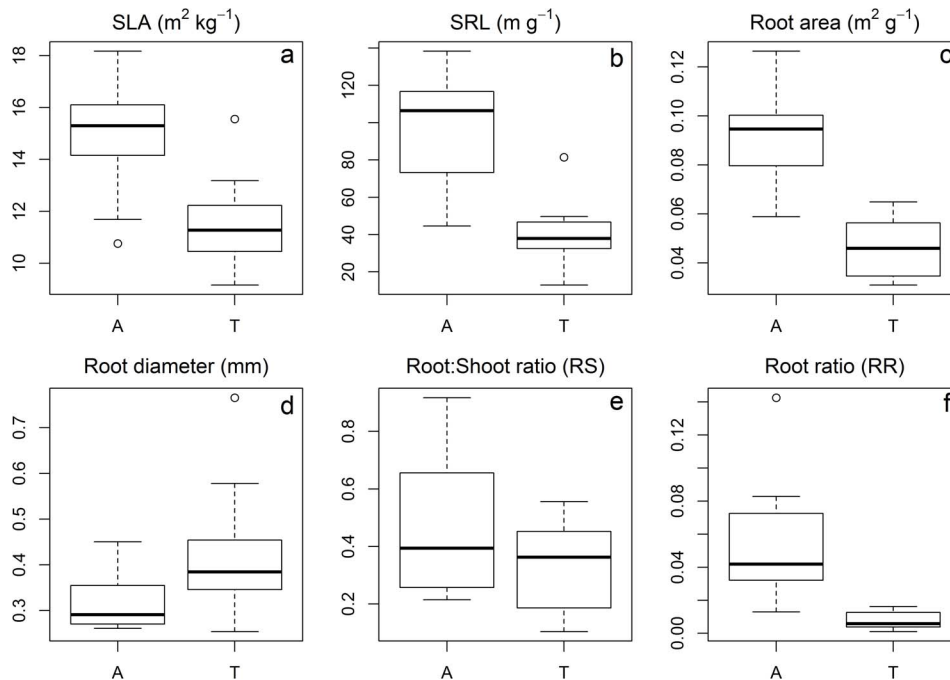 SLA (m² kg⁻¹)
a
18
16
14
12
10
A T
SRL (m g⁻¹)
b
120
80
60
40
20
A T
Root area (m² g⁻¹)
c
0.12
0.10
0.08
0.06
0.04
A T
Root diameter (mm)
d
0.7
0.6
0.5
0.4
0.3
A T
Root:Shoot ratio (RS)
e
0.8
0.6
0.4
0.2
A T
Root ratio (RR)
f
0.12
0.08
0.04
0.00
A T